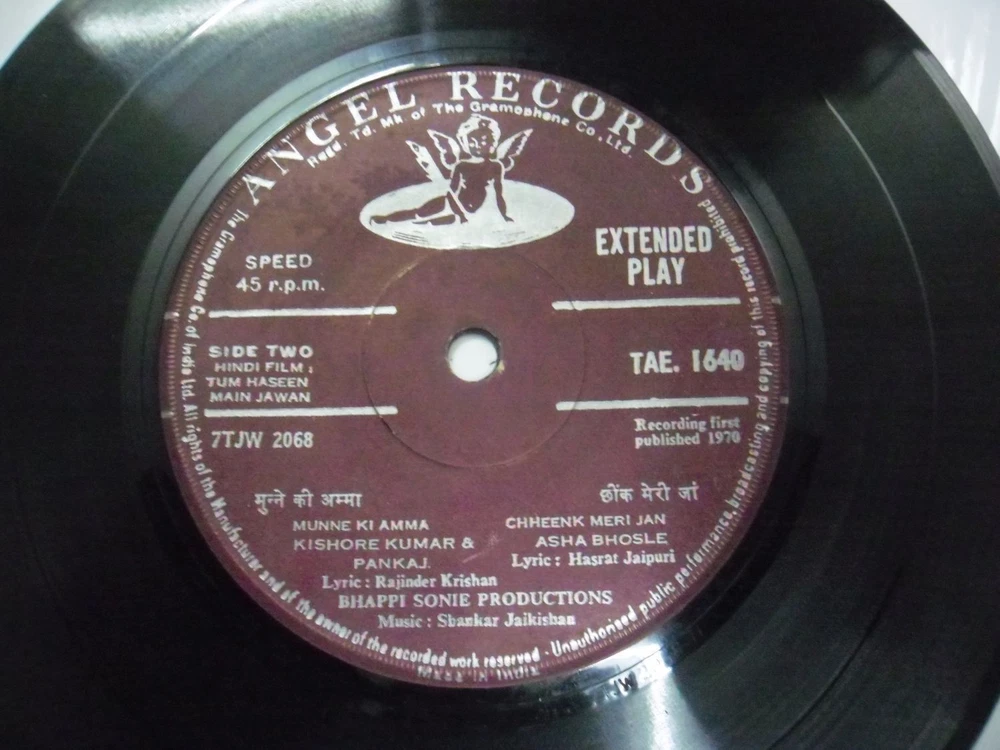 ANGEL RECORDS
Regd. Td. Mk of The Gramophone Co., Ltd.
The Gramophone Co. of India Ltd. All rights of the Manufacturer and of the owner of the recorded work reserved - Unauthorised public performance, broadcasting and copying of this record prohibited
SPEED
45 r.p.m.
EXTENDED
PLAY
SIDE TWO
HINDI FILM :
TUM HASEEN
MAIN JAWAN
TAE. 1640
7TJW 2068
Recording first
published 1970
मुन्ने की अम्मा
MUNNE KI AMMA
KISHORE KUMAR &
PANKAJ.
Lyric : Rajinder Krishan
छींक मेरी जां
CHHEENK MERI JAN
ASHA BHOSLE
Lyric : Hasrat Jaipuri
BHAPPI SONIE PRODUCTIONS
Music : Shankar Jaikishan
MADE IN INDIA